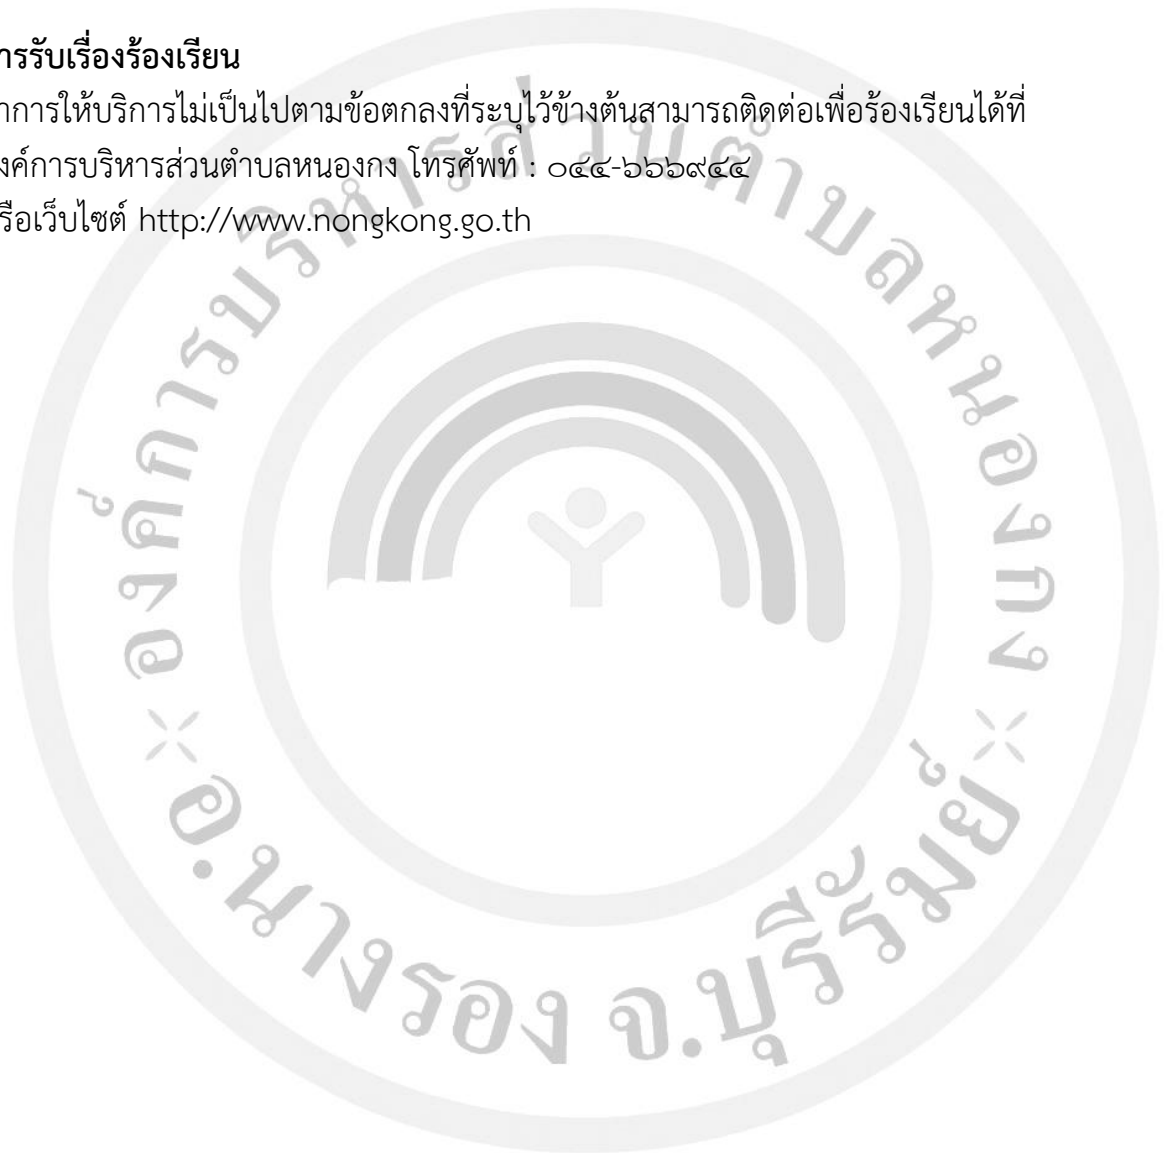 ารรับเรื่องร้องเรียน
าการให้บริการไม่เป็นไปตามข้อตกลงที่ระบุไว้ข้างต้นสามารถติดต่อเพื่อร้องเรียนได้ที่
งค์การบริหารส่วนตำบลหนองกง โทรศัพท์ : ๐๔๔-๖๖๖๙๔๔
รือเว็บไซต์ http://www.nongkong.go.th
องค์การบริหารส่วนตำบลหนองกง
อ.นางรอง จ.บุรีรัมย์